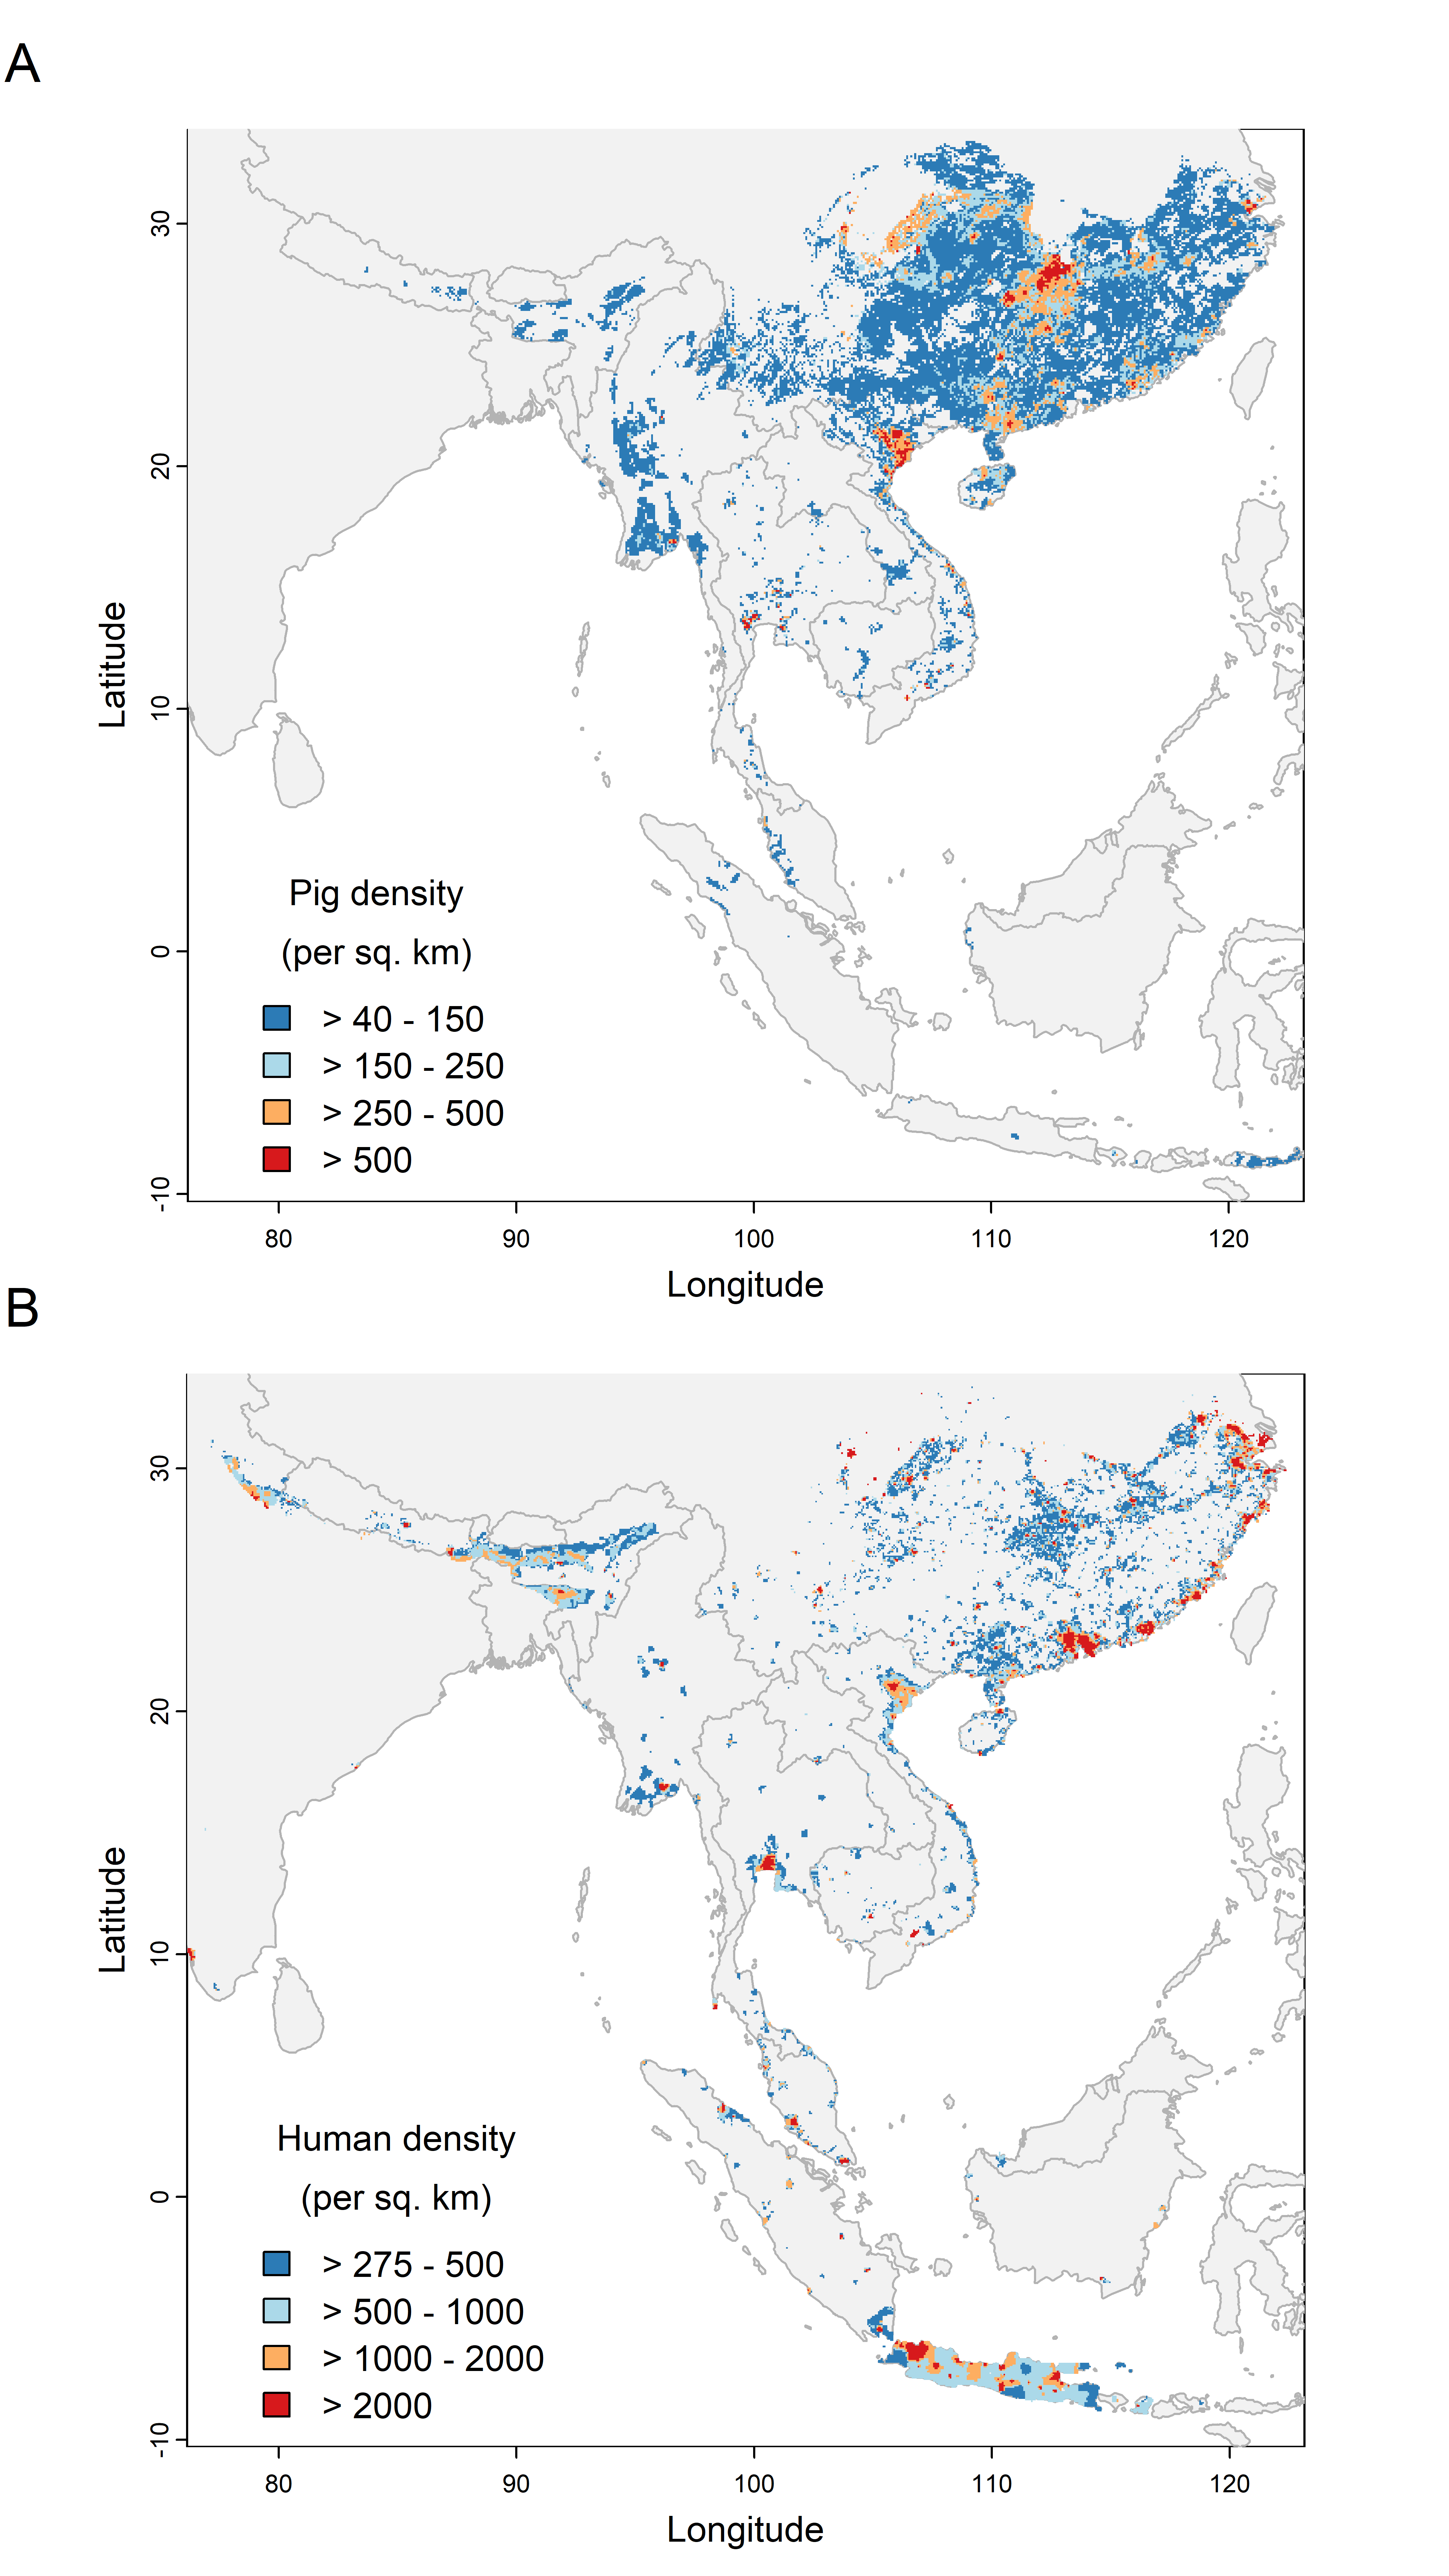 A
30
20
10
0
-10
Latitude
Pig density
(per sq. km)
> 40 - 150
> 150 - 250
> 250 - 500
> 500
80
90
100
110
120
Longitude
B
30
20
10
0
-10
Latitude
Human density
(per sq. km)
> 275 - 500
> 500 - 1000
> 1000 - 2000
> 2000
80
90
100
110
120
Longitude